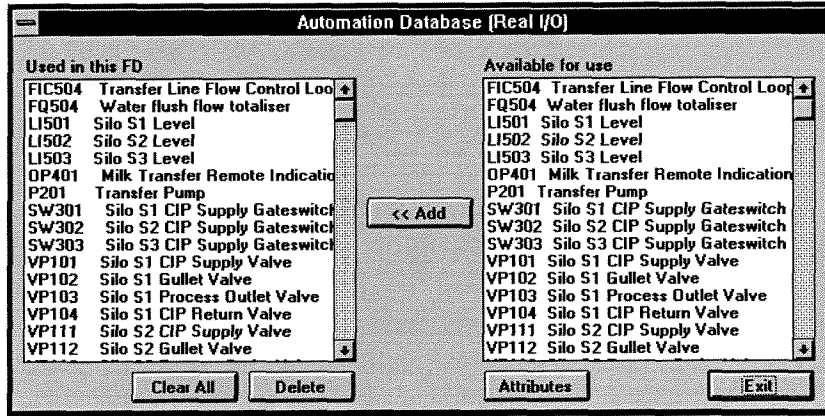 Automation Database (Real I/O)
Used in this FD
FIC504 Transfer Line Flow Control Loo
FQ504 Water flush flow totaliser
LI501 Silo S1 Level
LI502 Silo S2 Level
LI503 Silo S3 Level
OP401 Milk Transfer Remote Indicatio
P201 Transfer Pump
SW301 Silo S1 CIP Supply Gateswitch
SW302 Silo S2 CIP Supply Gateswitch
SW303 Silo S3 CIP Supply Gateswitch
VP101 Silo S1 CIP Supply Valve
VP102 Silo S1 Gullet Valve
VP103 Silo S1 Process Outlet Valve
VP104 Silo S1 CIP Return Valve
VP111 Silo S2 CIP Supply Valve
VP112 Silo S2 Gullet Valve
Clear All
Delete
<< Add
Available for use
FIC504 Transfer Line Flow Control Loop
FQ504 Water flush flow totaliser
LI501 Silo S1 Level
LI502 Silo S2 Level
LI503 Silo S3 Level
OP401 Milk Transfer Remote Indication
P201 Transfer Pump
SW301 Silo S1 CIP Supply Gateswitch
SW302 Silo S2 CIP Supply Gateswitch
SW303 Silo S3 CIP Supply Gateswitch
VP101 Silo S1 CIP Supply Valve
VP102 Silo S1 Gullet Valve
VP103 Silo S1 Process Outlet Valve
VP104 Silo S1 CIP Return Valve
VP111 Silo S2 CIP Supply Valve
VP112 Silo S2 Gullet Valve
Attributes
Exit